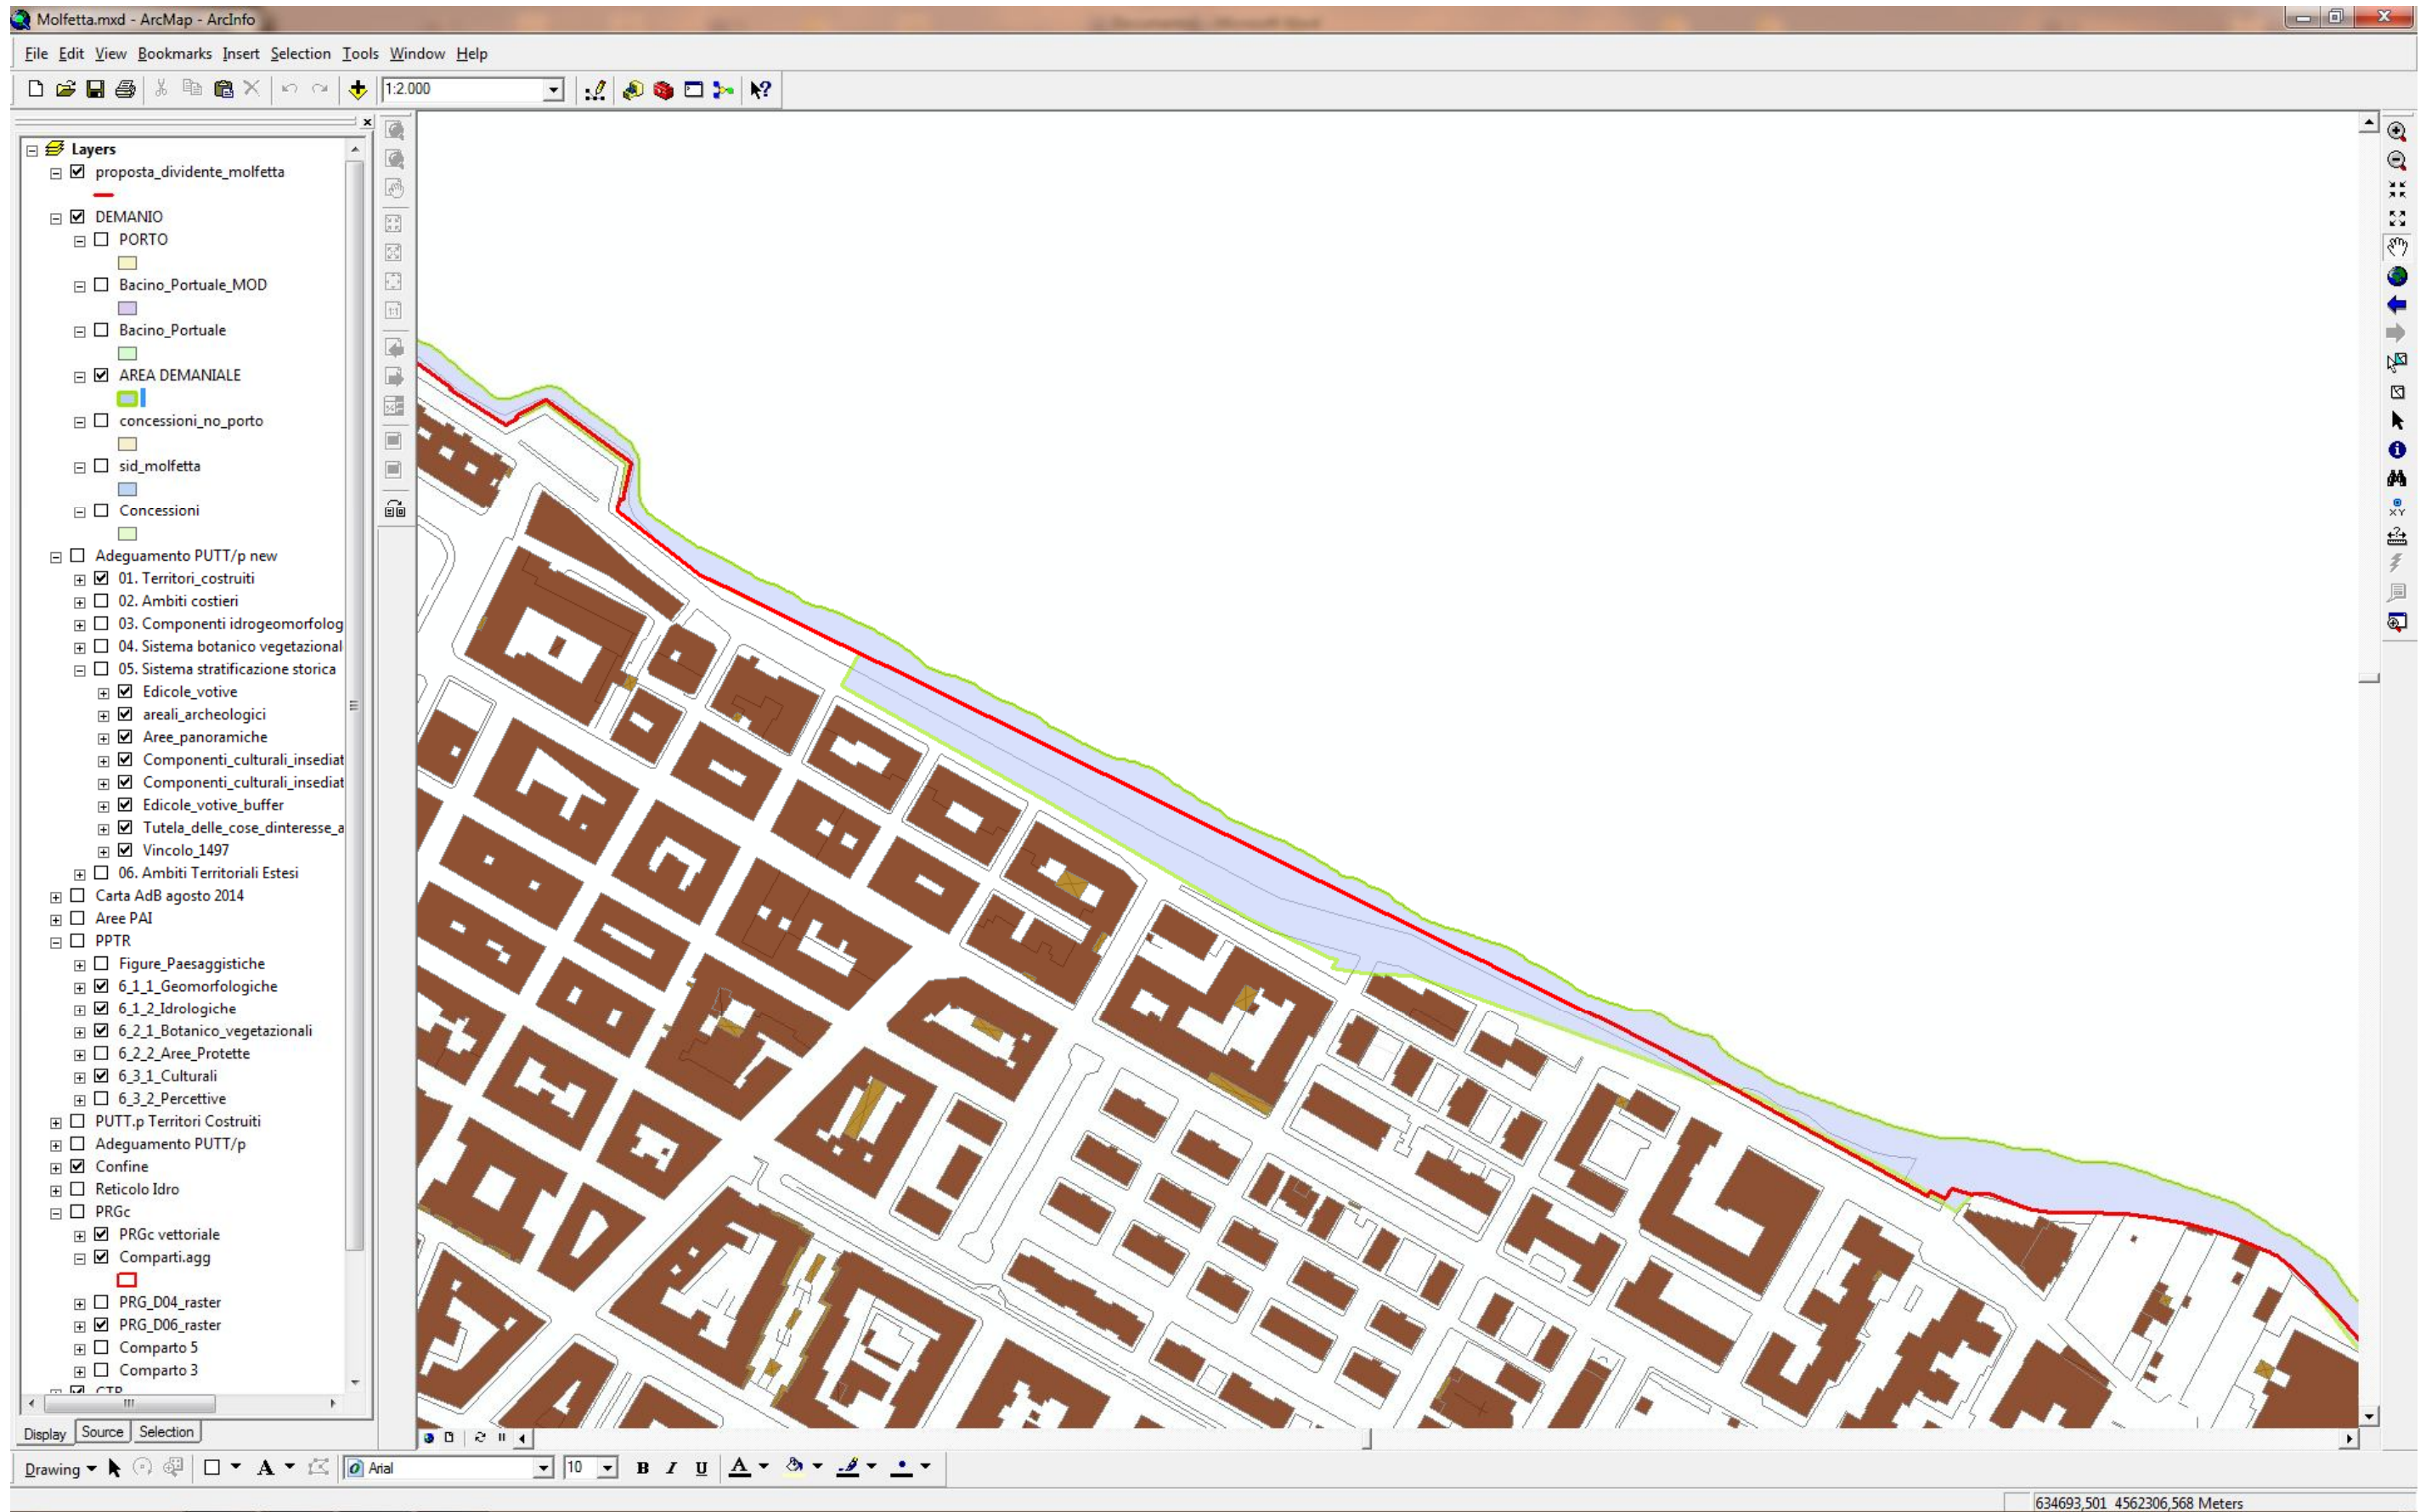 Molfetta.mxd - ArcMap - ArcInfo
File Edit View Bookmarks Insert Selection Tools Window Help
1:2.000
Layers
proposta_dividente_molfetta
DEMANIO
PORTO
Bacino_Portuale_MOD
Bacino_Portuale
AREA DEMANIALE
concessioni_no_porto
sid_molfetta
Concessioni
Adeguamento PUTT/p new
01. Territori_costruiti
02. Ambiti costieri
03. Componenti idrogeomorfolog
04. Sistema botanico vegetazional
05. Sistema stratificazione storica
Edicole_votive
areali_archeologici
Aree_panoramiche
Componenti_culturali_insediat
Componenti_culturali_insediat
Edicole_votive_buffer
Tutela_delle_cose_dinteresse_a
Vincolo_1497
06. Ambiti Territoriali Estesi
Carta AdB agosto 2014
Aree PAI
PPTR
Figure_Paesaggistiche
6_1_1_Geomorfologiche
6_1_2_Idrologiche
6_2_1_Botanico_vegetazionali
6_2_2_Aree_Protette
6_3_1_Culturali
6_3_2_Percettive
PUTT.p Territori Costruiti
Adeguamento PUTT/p
Confine
Reticolo Idro
PRGc
PRGc vettoriale
Comparti.agg
PRG_D04_raster
PRG_D06_raster
Comparto 5
Comparto 3
Display Source Selection
Drawing A Arial 10 B I U A
634693,501 4562306,568 Meters